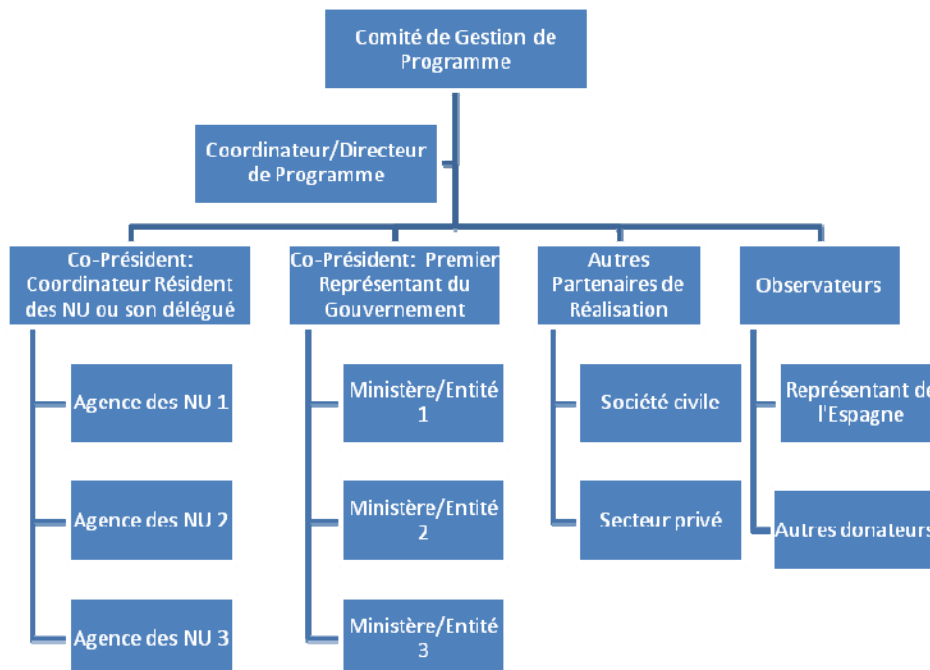 Comité de Gestion de
Programme
Coordinateur/Directeur
de Programme
Co-Président:
Coordinateur Résident
des NU ou son délégué
Co-Président: Premier
Représentant du
Gouvernement
Autres
Partenaires de
Réalisation
Observateurs
Agence des NU 1
Agence des NU 2
Agence des NU 3
Ministère/Entité
1
Ministère/Entité
2
Ministère/Entité
3
Société civile
Secteur privé
Représentant de
l'Espagne
Autres donateurs